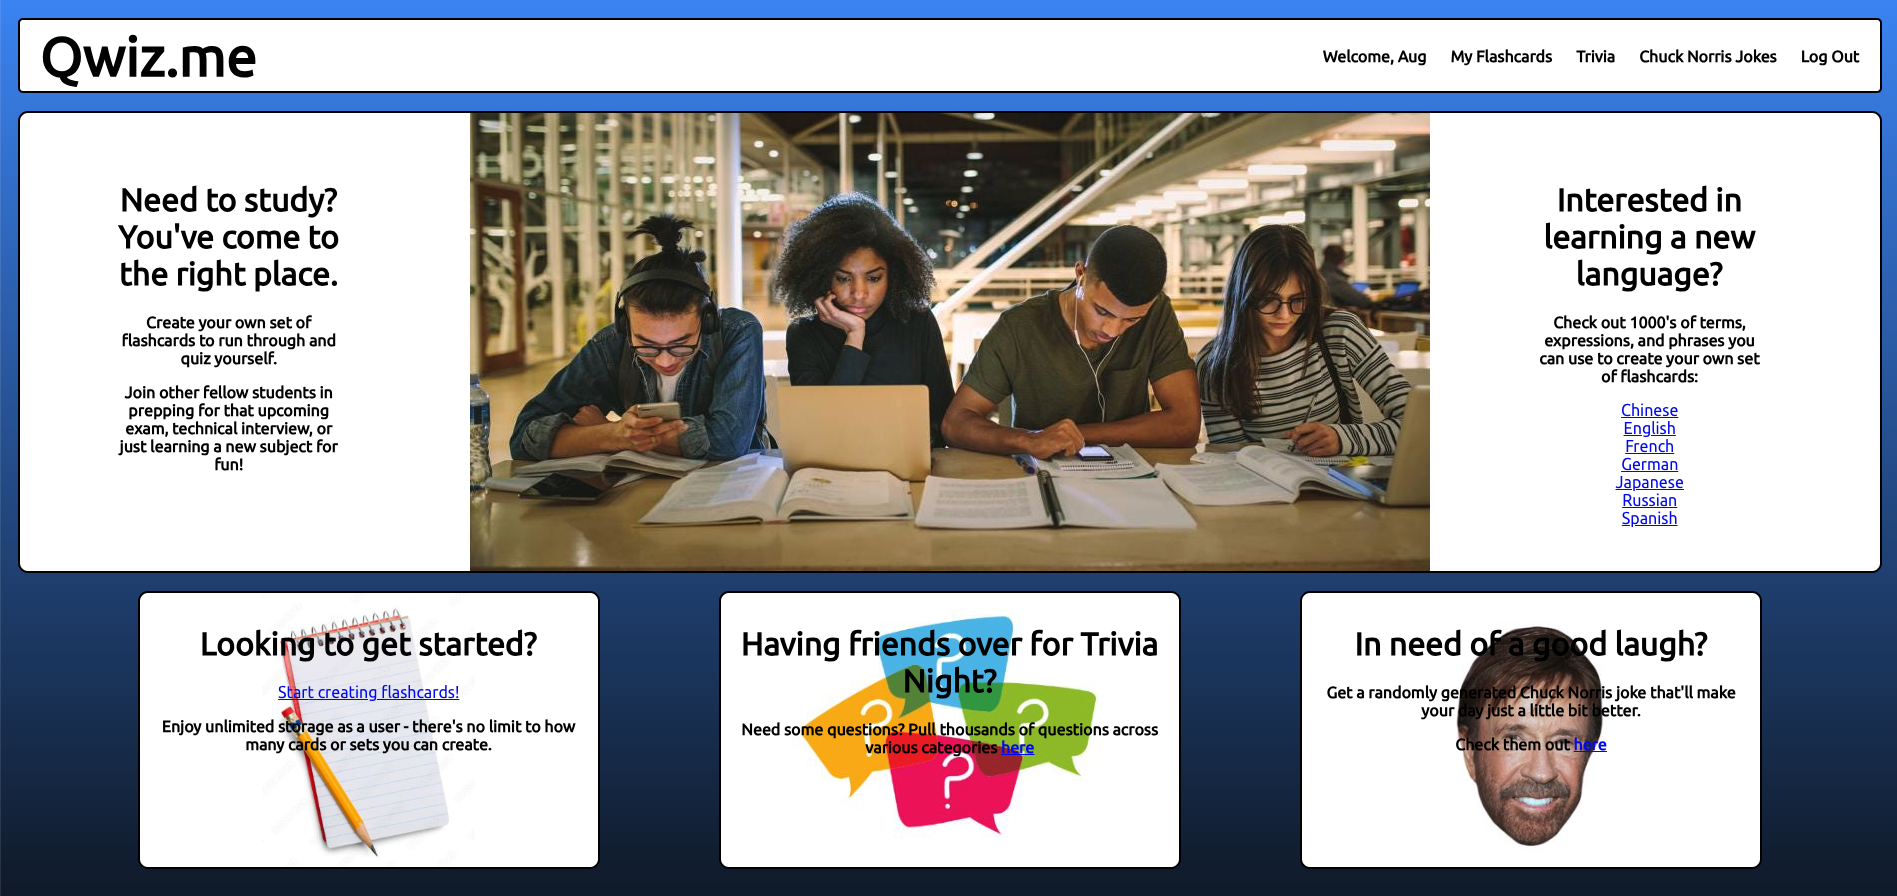 Qwiz.me
Welcome, Aug
My Flashcards
Trivia
Chuck Norris Jokes
Log Out
Need to study?
You've come to
the right place.
Create your own set of
flashcards to run through and
quiz yourself.
Join other fellow students in
prepping for that upcoming
exam, technical interview, or
just learning a new subject for
fun!
Interested in
learning a new
language?
Check out 1000's of terms,
expressions, and phrases you
can use to create your own set
of flashcards:
Chinese
English
French
German
Japanese
Russian
Spanish
Looking to get started?
Start creating flashcards!
Enjoy unlimited storage as a user - there's no limit to how
many cards or sets you can create.
Having friends over for Trivia
Night?
Need some questions? Pull thousands of questions across
various categories here
?
?
?
?
In need of a good laugh?
Get a randomly generated Chuck Norris joke that'll make
your day just a little bit better.
Check them out here